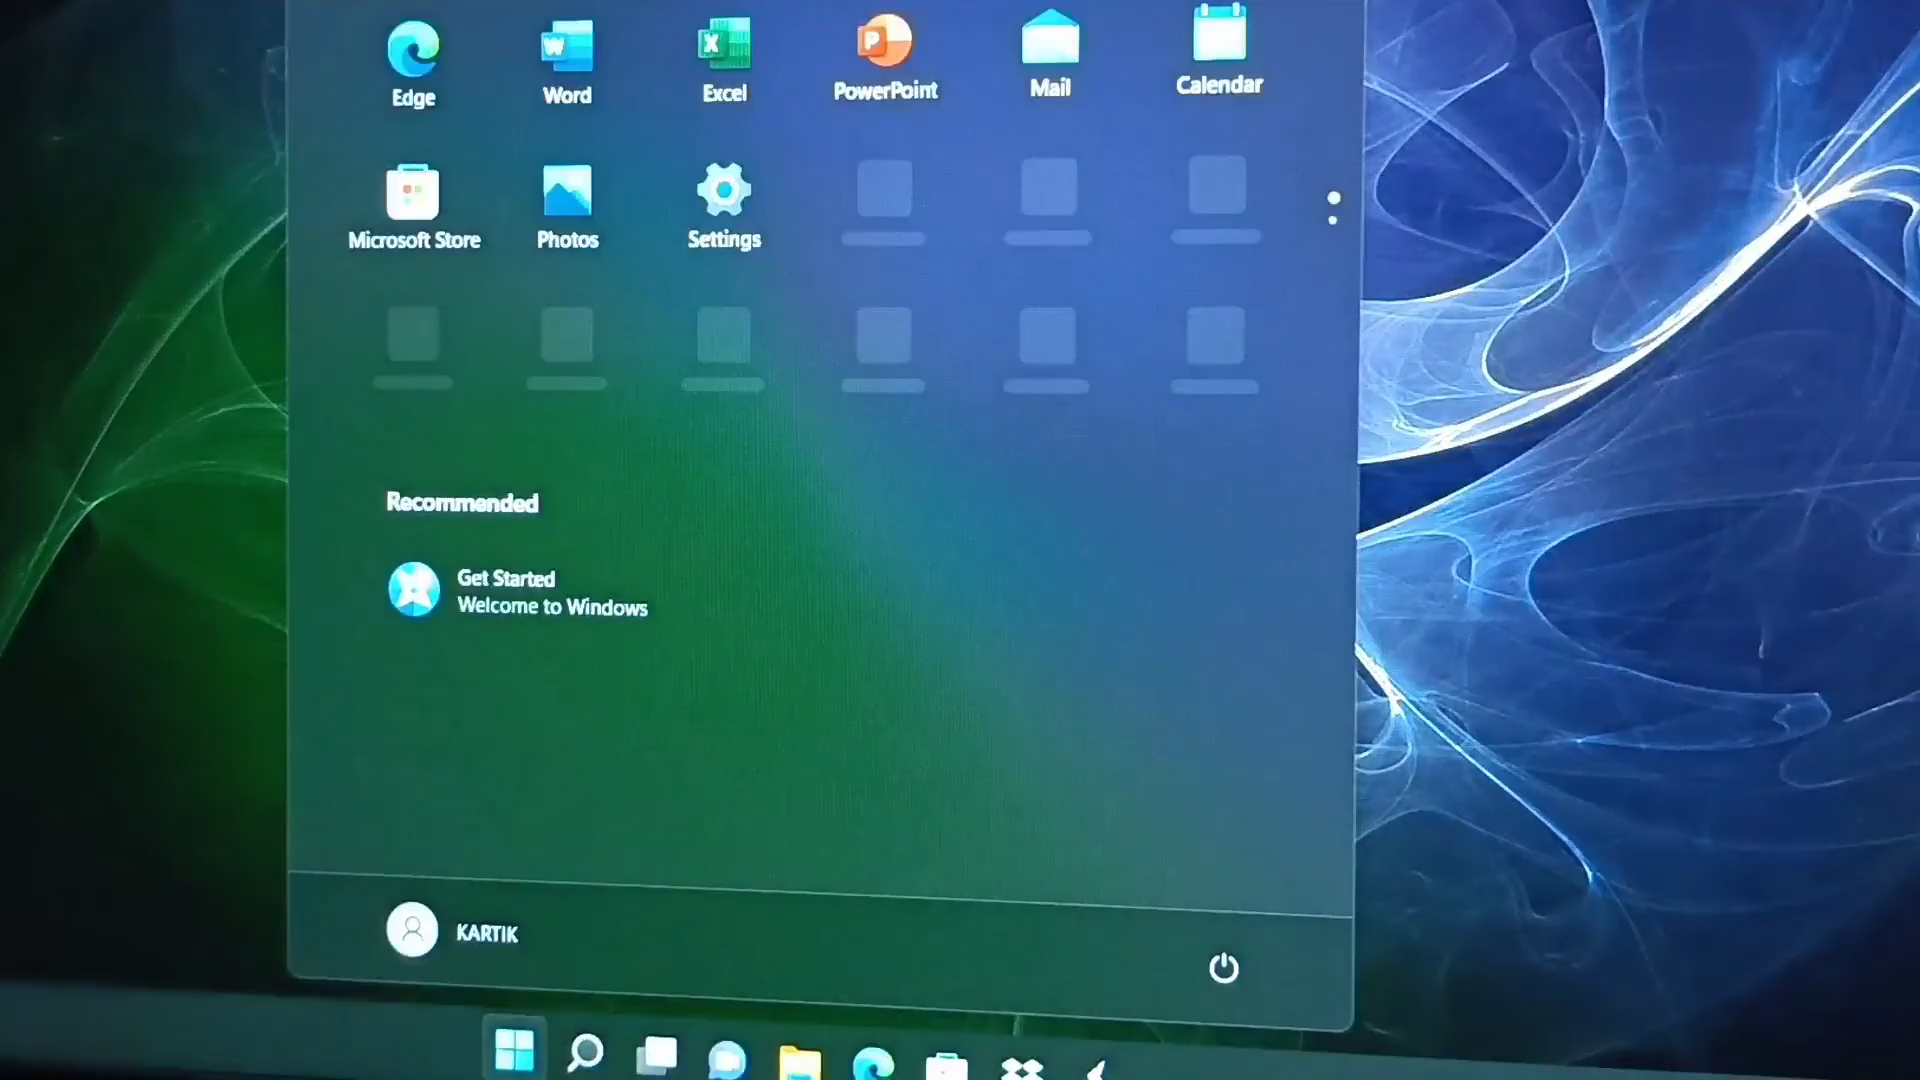 Edge
Word
Excel
PowerPoint
Mail
Calendar
Microsoft Store
Photos
Settings
Recommended
Get Started
Welcome to Windows
KARTIK